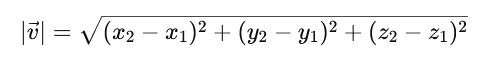 |v⃗| = √(x₂ − x₁)² + (y₂ − y₁)² + (z₂ − z₁)²